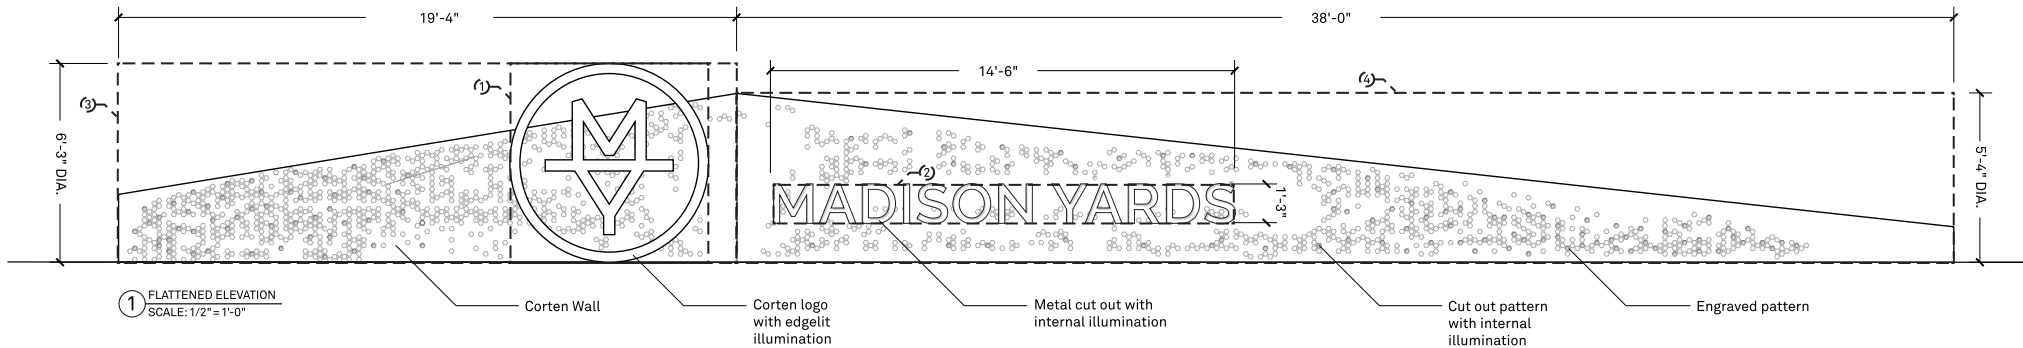 19'-4"
38'-0"
14'-6"
1
3
4
6'-3" DIA.
5'-4" DIA.
2
MY
MADISON YARDS
1'-3"
1
FLATTENED ELEVATION
SCALE: 1/2" = 1'-0"
Corten Wall
Corten logo
with edgelit
illumination
Metal cut out with
internal illumination
Cut out pattern
with internal
illumination
Engraved pattern